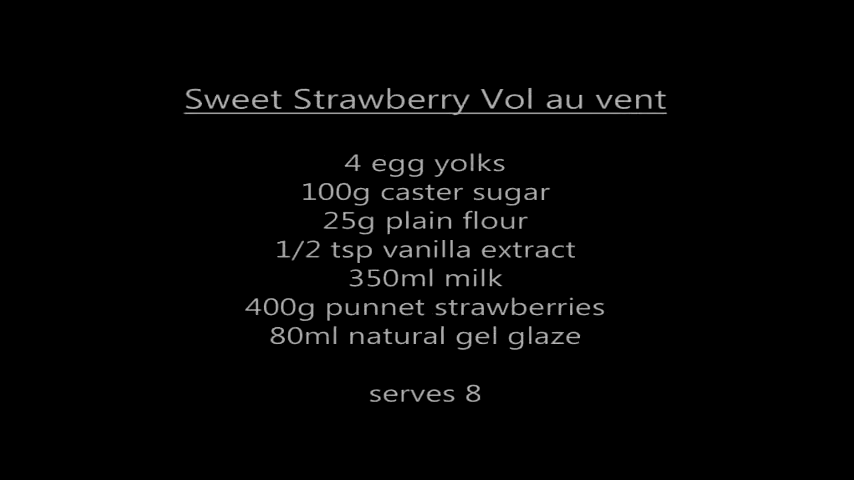 Sweet Strawberry Vol au vent
4 egg yolks
100g caster sugar
25g plain flour
1/2 tsp vanilla extract
350ml milk
400g punnet strawberries
80ml natural gel glaze
serves 8